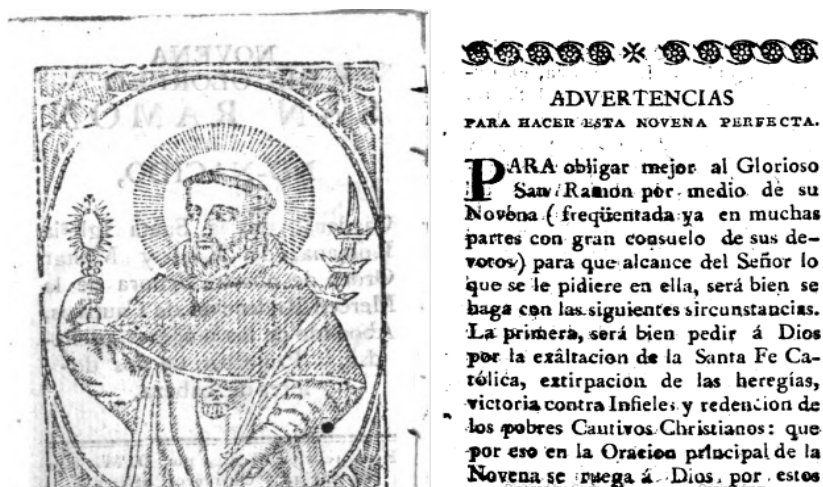 ADVERTENCIAS
PARA HACER ESTA NOVENA PERFECTA.
PARA obligar mejor al Glorioso
San Ramon por medio de su
Novena ( freqüentada ya en muchas
partes con gran consuelo de sus de-
votos) para que alcance del Señor lo
que se le pidiere en ella, será bien se
haga con las siguientes sircunstancias.
La primera, será bien pedir á Dios
por la exâltacion de la Santa Fe Ca-
tólica, extirpacion de las heregías,
victoria contra Infieles y redencion de
los pobres Cautivos Christianos: que
por eso en la Oracion principal de la
Novena se ruega á Dios, por estos